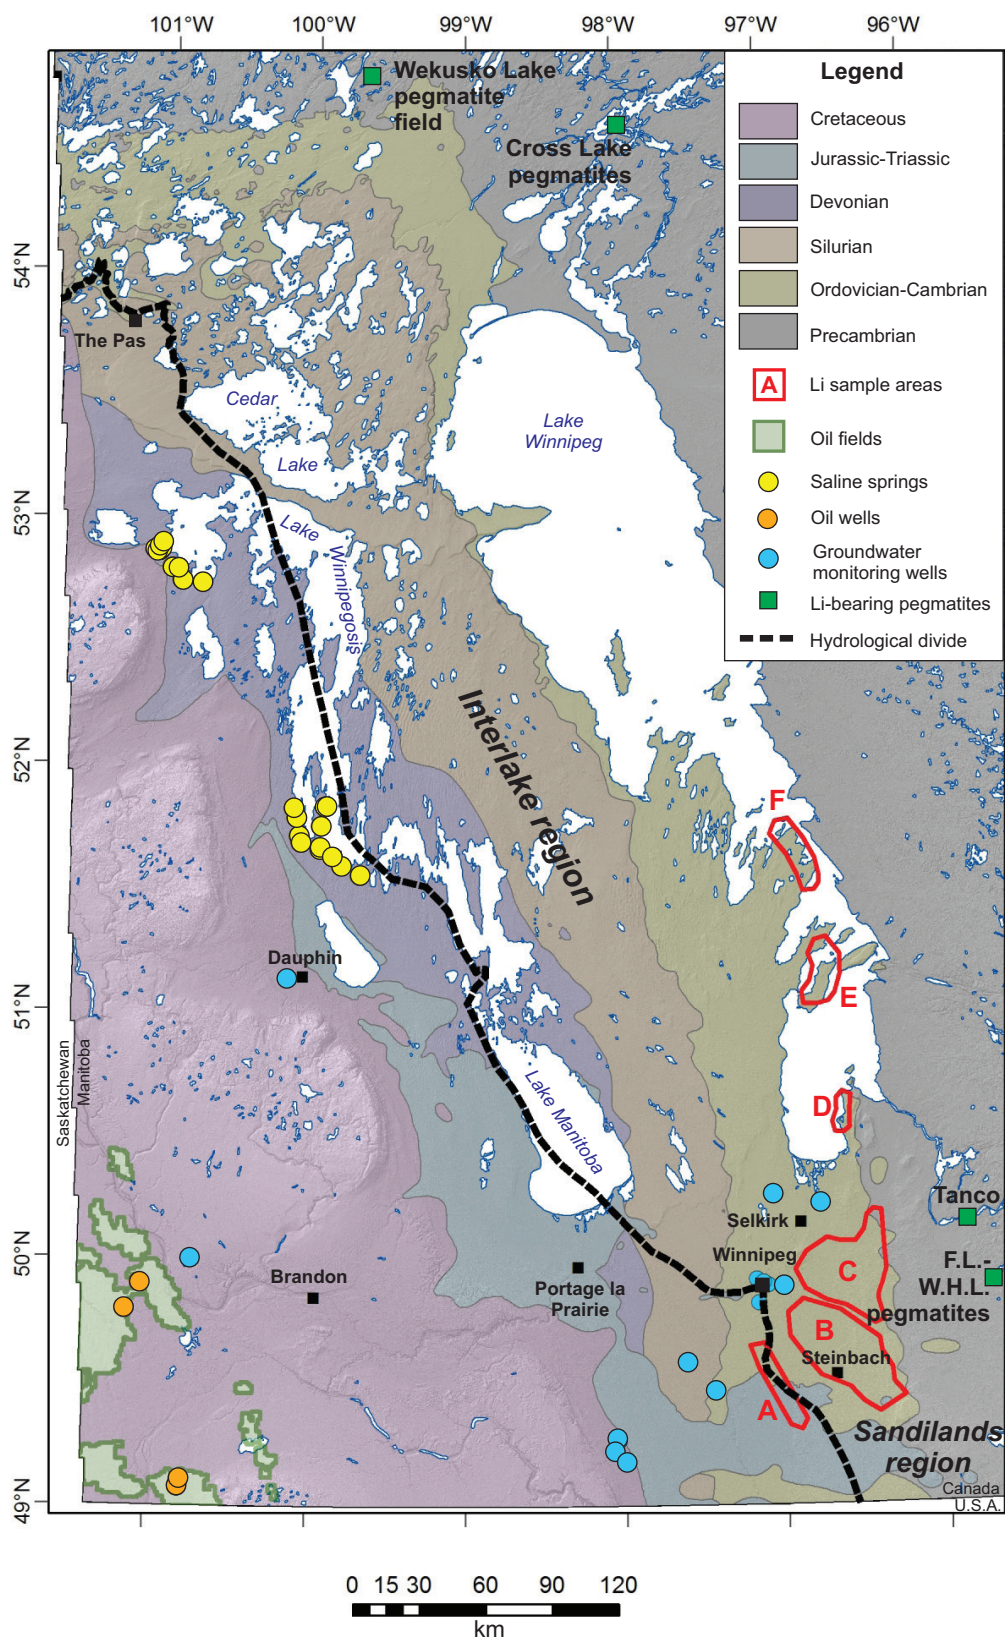 101°W 100°W 99°W 98°W 97°W 96°W
Wekusko Lake
pegmatite
field
Cross Lake
pegmatites
Legend
Cretaceous
Jurassic-Triassic
Devonian
Silurian
Ordovician-Cambrian
Precambrian
A Li sample areas
Oil fields
Saline springs
Oil wells
Groundwater
monitoring wells
Li-bearing pegmatites
Hydrological divide
54°N
The Pas
Cedar
Lake
Lake
Winnipeg
53°N
Lake
Winnipegosis
Interlake region
52°N
F
Dauphin
E
51°N
Saskatchewan
Manitoba
Lake Manitoba
D
Tanco
Selkirk
50°N
Winnipeg
F.L.-
W.H.L.
pegmatites
C
Brandon
Portage la
Prairie
B
Steinbach
A
Sandilands
region
49°N
Canada
U.S.A.
0 15 30 60 90 120
km